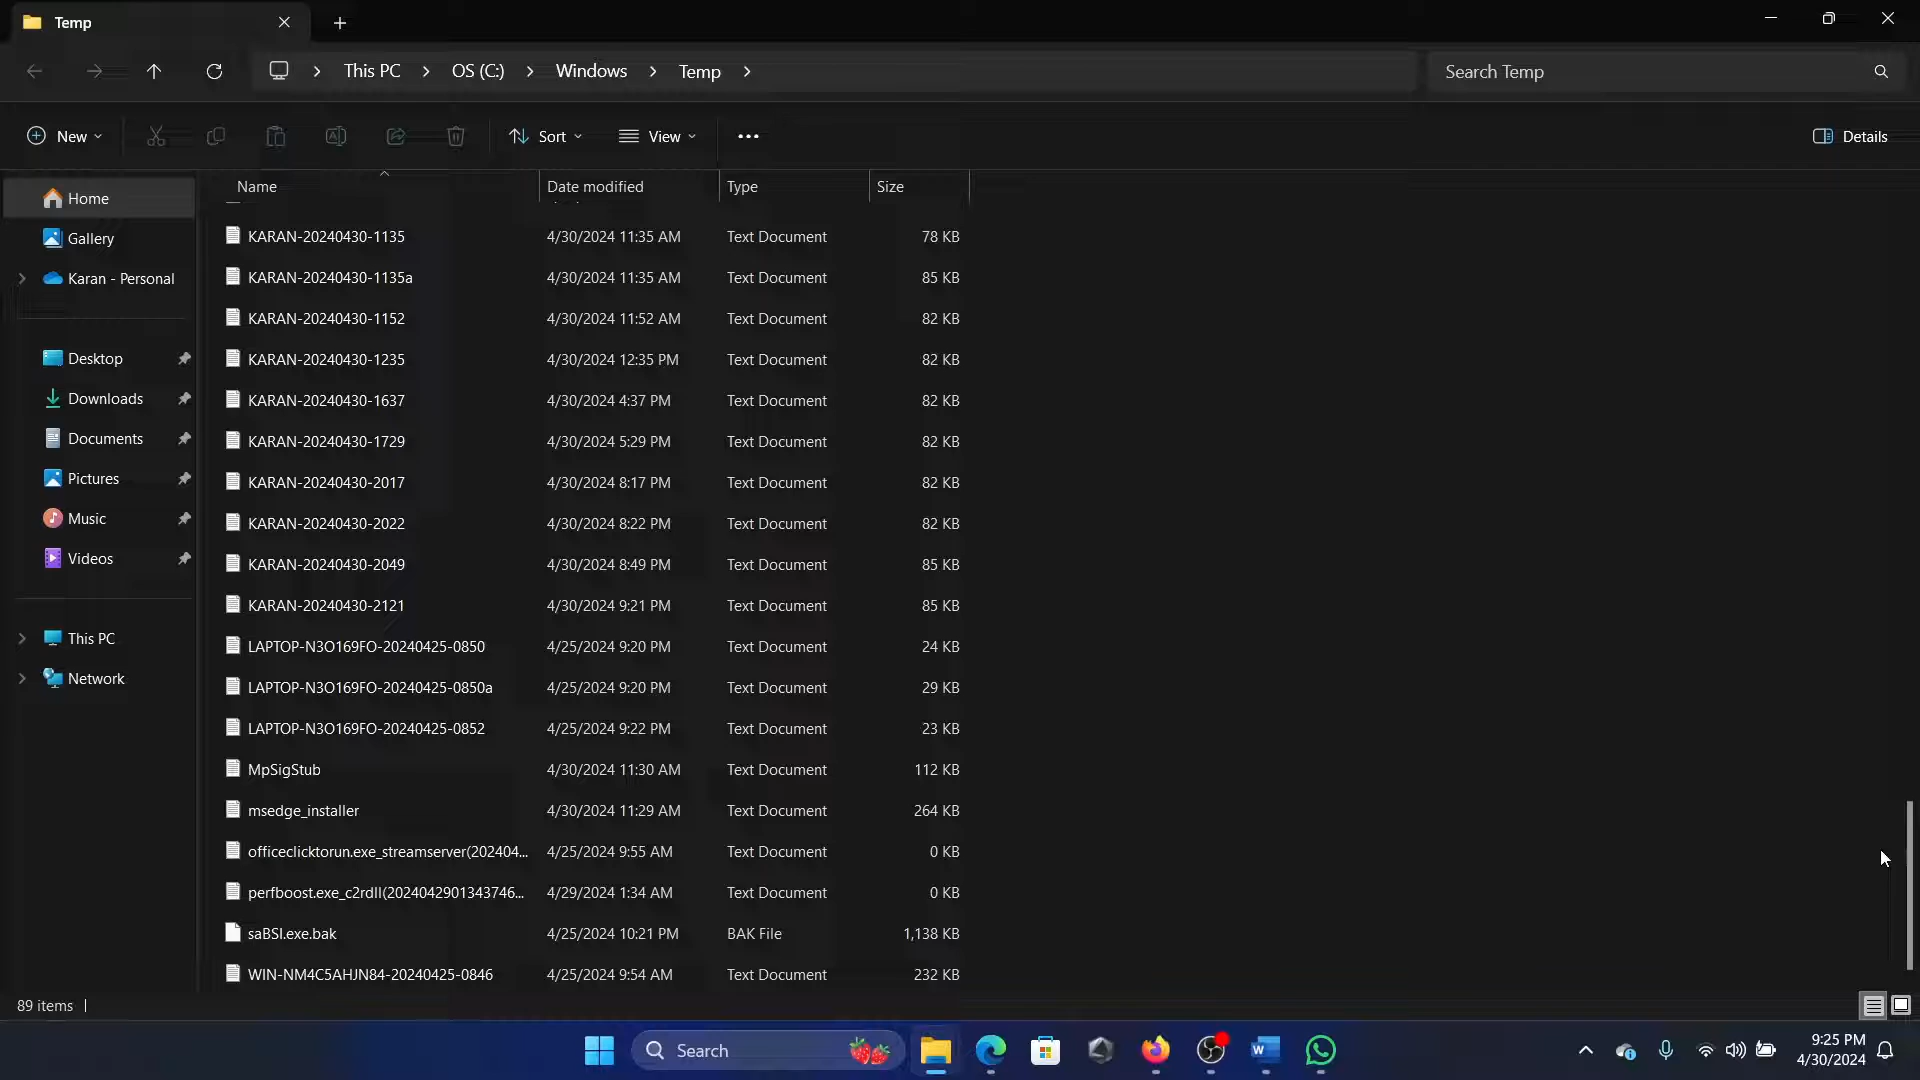 Temp
This PC
OS (C:)
Windows
Temp
Search Temp
New
Sort
View
Details
Name Date modified Type Size
Home
Gallery
Karan - Personal
Desktop
Downloads
Documents
Pictures
Music
Videos
This PC
Network
KARAN-20240430-1135 4/30/2024 11:35 AM Text Document 78 KB
KARAN-20240430-1135a 4/30/2024 11:35 AM Text Document 85 KB
KARAN-20240430-1152 4/30/2024 11:52 AM Text Document 82 KB
KARAN-20240430-1235 4/30/2024 12:35 PM Text Document 82 KB
KARAN-20240430-1637 4/30/2024 4:37 PM Text Document 82 KB
KARAN-20240430-1729 4/30/2024 5:29 PM Text Document 82 KB
KARAN-20240430-2017 4/30/2024 8:17 PM Text Document 82 KB
KARAN-20240430-2022 4/30/2024 8:22 PM Text Document 82 KB
KARAN-20240430-2049 4/30/2024 8:49 PM Text Document 85 KB
KARAN-20240430-2121 4/30/2024 9:21 PM Text Document 85 KB
LAPTOP-N3O169FO-20240425-0850 4/25/2024 9:20 PM Text Document 24 KB
LAPTOP-N3O169FO-20240425-0850a 4/25/2024 9:20 PM Text Document 29 KB
LAPTOP-N3O169FO-20240425-0852 4/25/2024 9:22 PM Text Document 23 KB
MpSigStub 4/30/2024 11:30 AM Text Document 112 KB
msedge_installer 4/30/2024 11:29 AM Text Document 264 KB
officeclicktorun.exe_streamserver(202404... 4/25/2024 9:55 AM Text Document 0 KB
perfboost.exe_c2rdll(2024042901343746... 4/29/2024 1:34 AM Text Document 0 KB
saBSI.exe.bak 4/25/2024 10:21 PM BAK File 1,138 KB
WIN-NM4C5AHJN84-20240425-0846 4/25/2024 9:54 AM Text Document 232 KB
89 items
Search
9:25 PM
4/30/2024